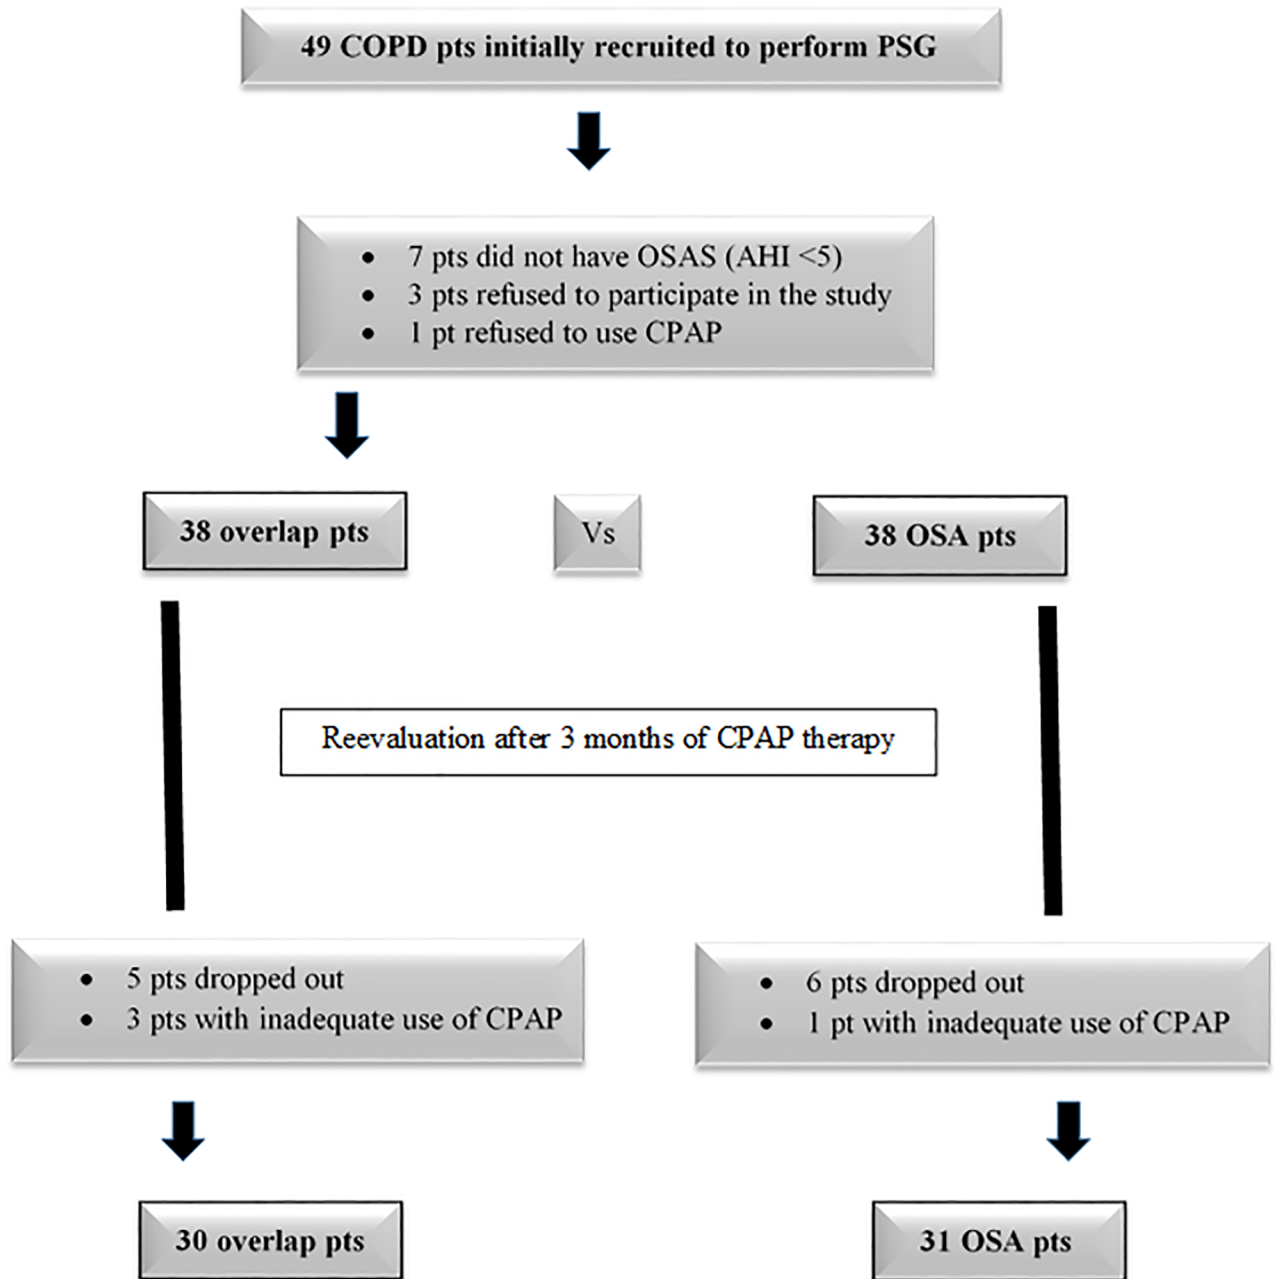 49 COPD pts initially recruited to perform PSG
• 7 pts did not have OSAS (AHI <5)
• 3 pts refused to participate in the study
• 1 pt refused to use CPAP
38 overlap pts
Vs
38 OSA pts
Reevaluation after 3 months of CPAP therapy
• 5 pts dropped out
• 3 pts with inadequate use of CPAP
• 6 pts dropped out
• 1 pt with inadequate use of CPAP
30 overlap pts
31 OSA pts